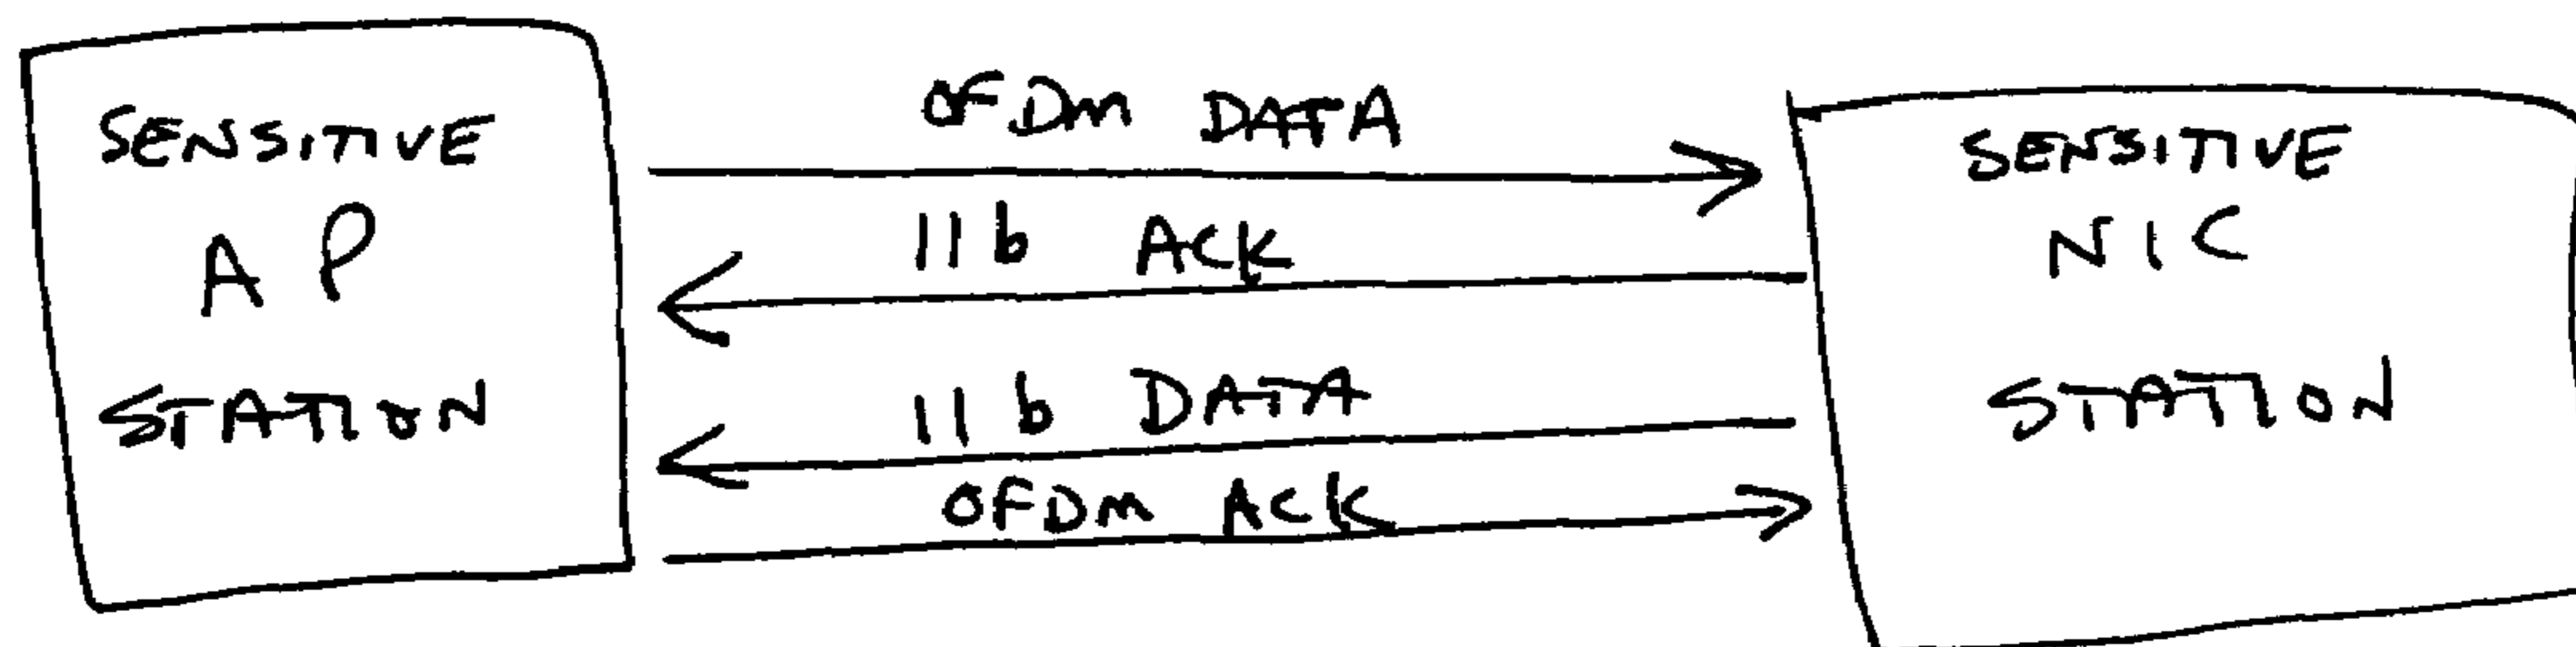 SENSITIVE
AP
STATION
OFDM DATA
11b ACK
11b DATA
OFDM ACK
SENSITIVE
NIC
STATION